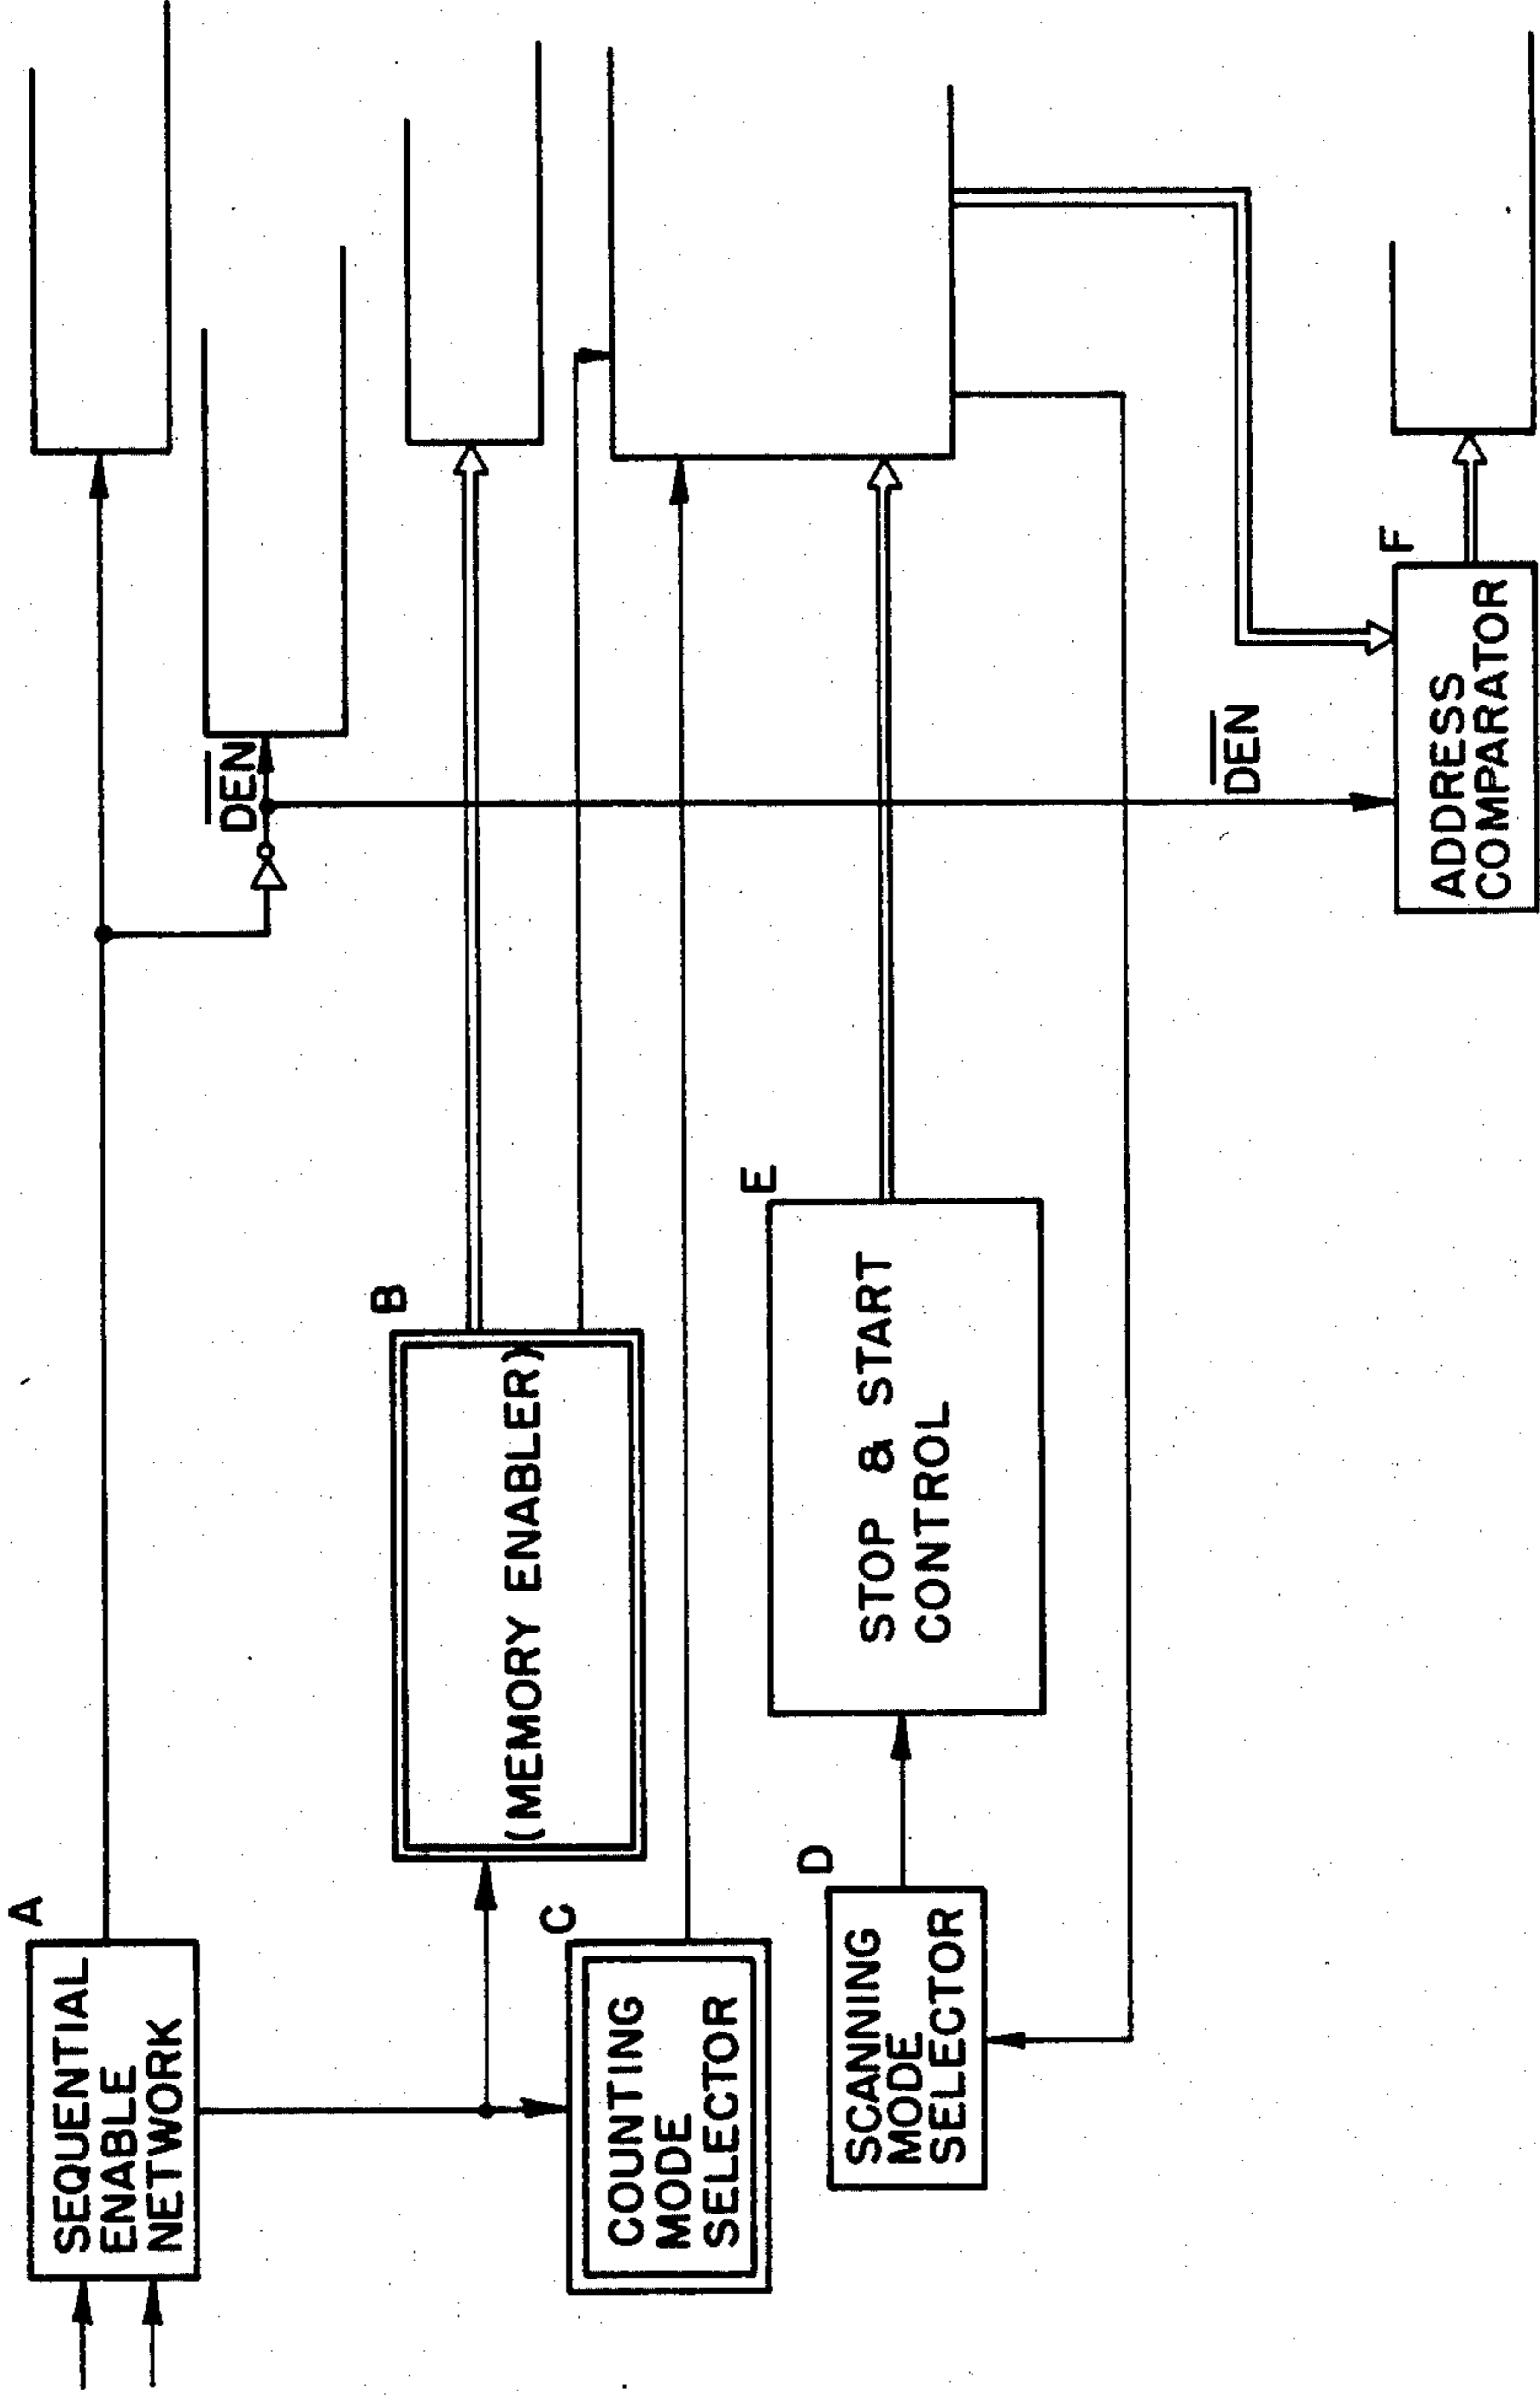 A
SEQUENTIAL
ENABLE
NETWORK
DEN
B
(MEMORY ENABLER)
C
COUNTING
MODE
SELECTOR
D
SCANNING
MODE
SELECTOR
E
STOP & START
CONTROL
DEN
F
ADDRESS
COMPARATOR